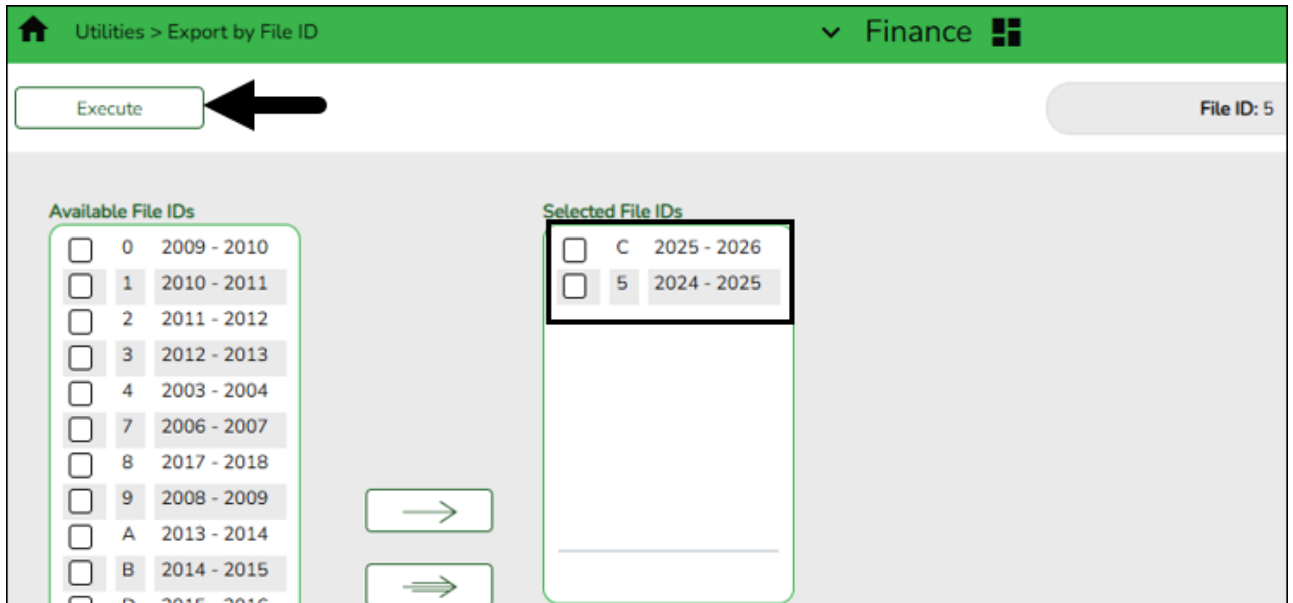 Utilities > Export by File ID
Finance
Execute
File ID: 5
Available File IDs
0 2009 - 2010
1 2010 - 2011
2 2011 - 2012
3 2012 - 2013
4 2003 - 2004
7 2006 - 2007
8 2017 - 2018
9 2008 - 2009
A 2013 - 2014
B 2014 - 2015
D 2015 - 2016
Selected File IDs
C 2025 - 2026
5 2024 - 2025